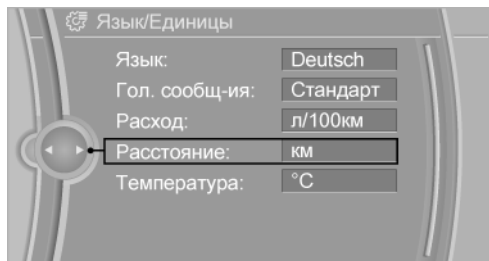 Язык/Единицы
Язык: Deutsch
Гол. сообщ-ия: Стандарт
Расход: л/100км
Расстояние: км
Температура: °C